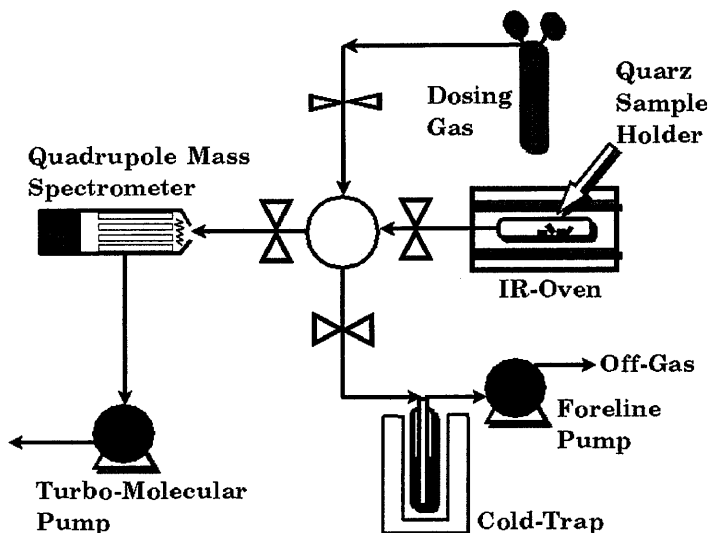 Dosing
Gas
Quarz
Sample
Holder
Quadrupole Mass
Spectrometer
IR-Oven
Off-Gas
Foreline
Pump
Turbo-Molecular
Pump
Cold-Trap